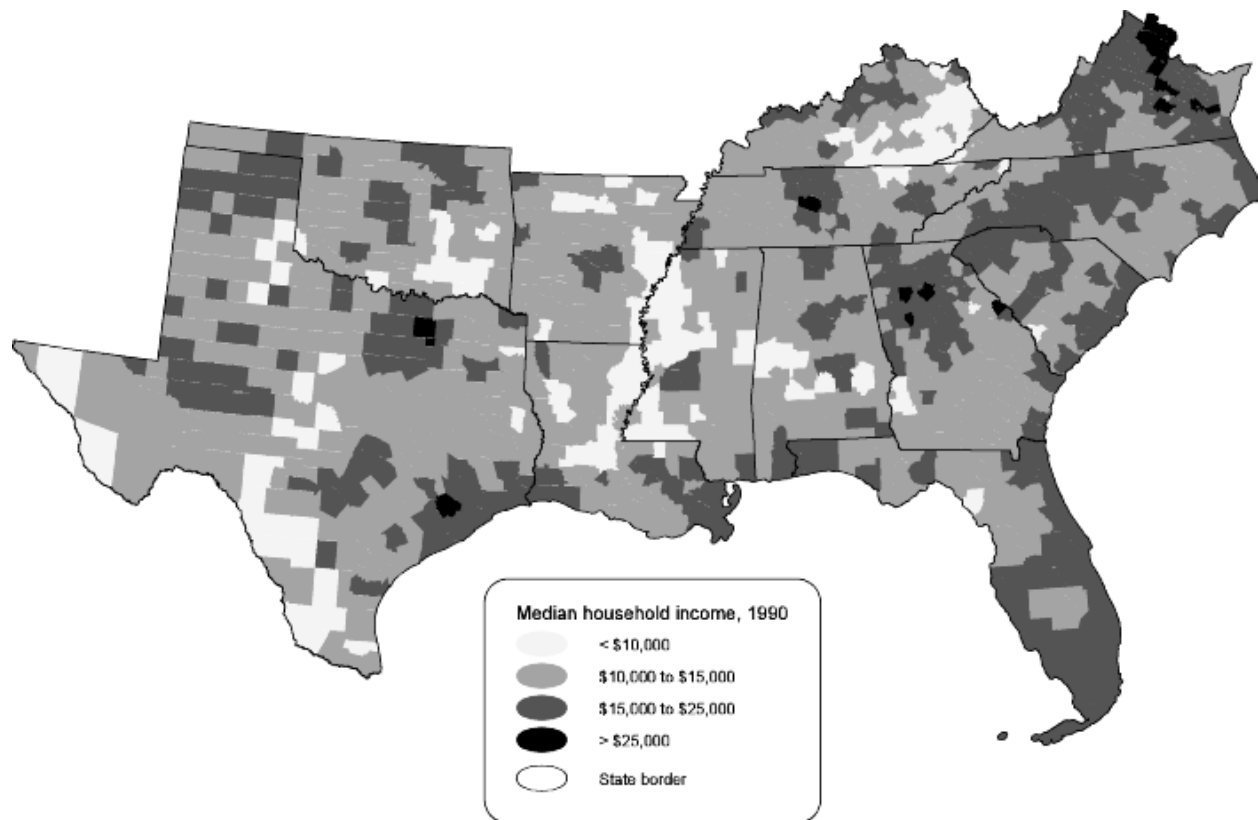 Median household income, 1990
< $10,000
$10,000 to $15,000
$15,000 to $25,000
> $25,000
State border